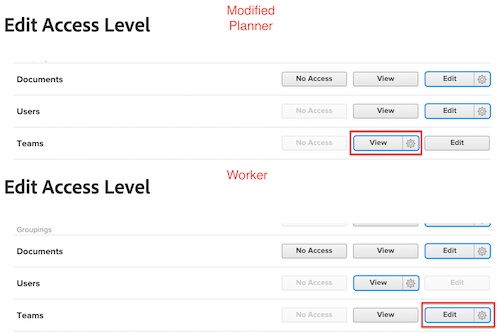 Modified
Planner
Edit Access Level
Documents No Access View Edit
Users No Access View Edit
Teams No Access View Edit
Edit Access Level
Worker
Groupings
Documents No Access View Edit
Users No Access View Edit
Teams No Access View Edit